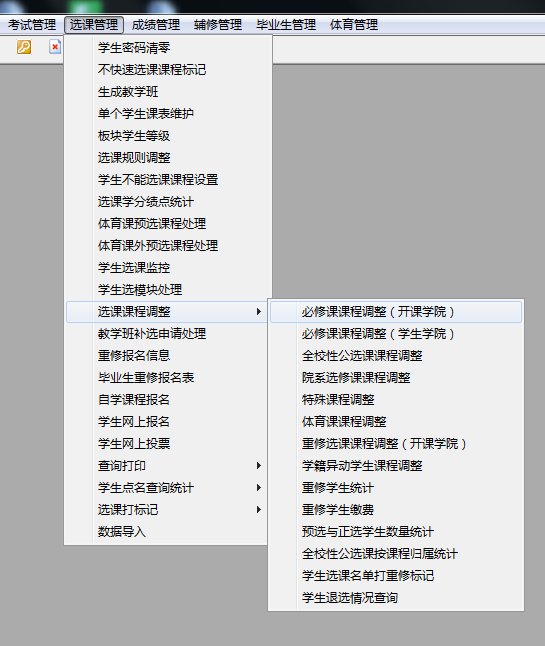 考试管理 选课管理 成绩管理 辅修管理 毕业生管理 体育管理
学生密码清零
不快速选课课程标记
生成教学班
单个学生课表维护
板块学生等级
选课规则调整
学生不能选课课程设置
选课学分绩点统计
体育课预选课程处理
体育课外预选课程处理
学生选课监控
学生选模块处理
选课课程调整
教学班补选申请处理
重修报名信息
毕业生重修报名表
自学课程报名
学生网上报名
学生网上投票
查询打印
学生点名查询统计
选课打标记
数据导入
必修课课程调整(开课学院)
必修课课程调整(学生学院)
全校性公选课课程调整
院系选修课课程调整
特殊课程调整
体育课课程调整
重修选课课程调整(开课学院)
学籍异动学生课程调整
重修学生统计
重修学生缴费
预选与正选学生数量统计
全校性公选课按课程归属统计
学生选课名单打重修标记
学生退选情况查询